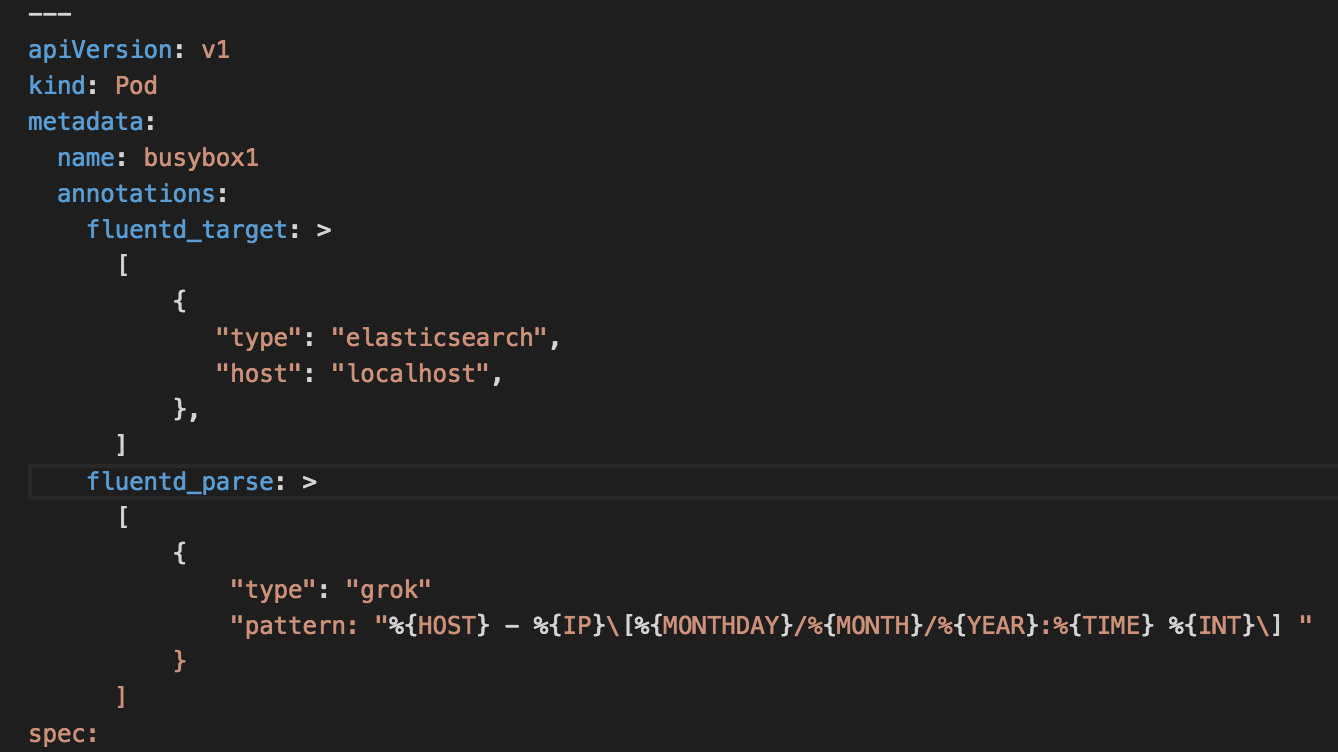 ---
apiVersion: v1
kind: Pod
metadata:
  name: busybox1
  annotations:
    fluentd_target: >
      [
          {
             "type": "elasticsearch",
             "host": "localhost",
          },
      ]
    fluentd_parse: >
      [
          {
              "type": "grok"
              "pattern: "%{HOST} – %{IP}\[%{MONTHDAY}/%{MONTH}/%{YEAR}:%{TIME} %{INT}\] "
          }
      ]
spec: